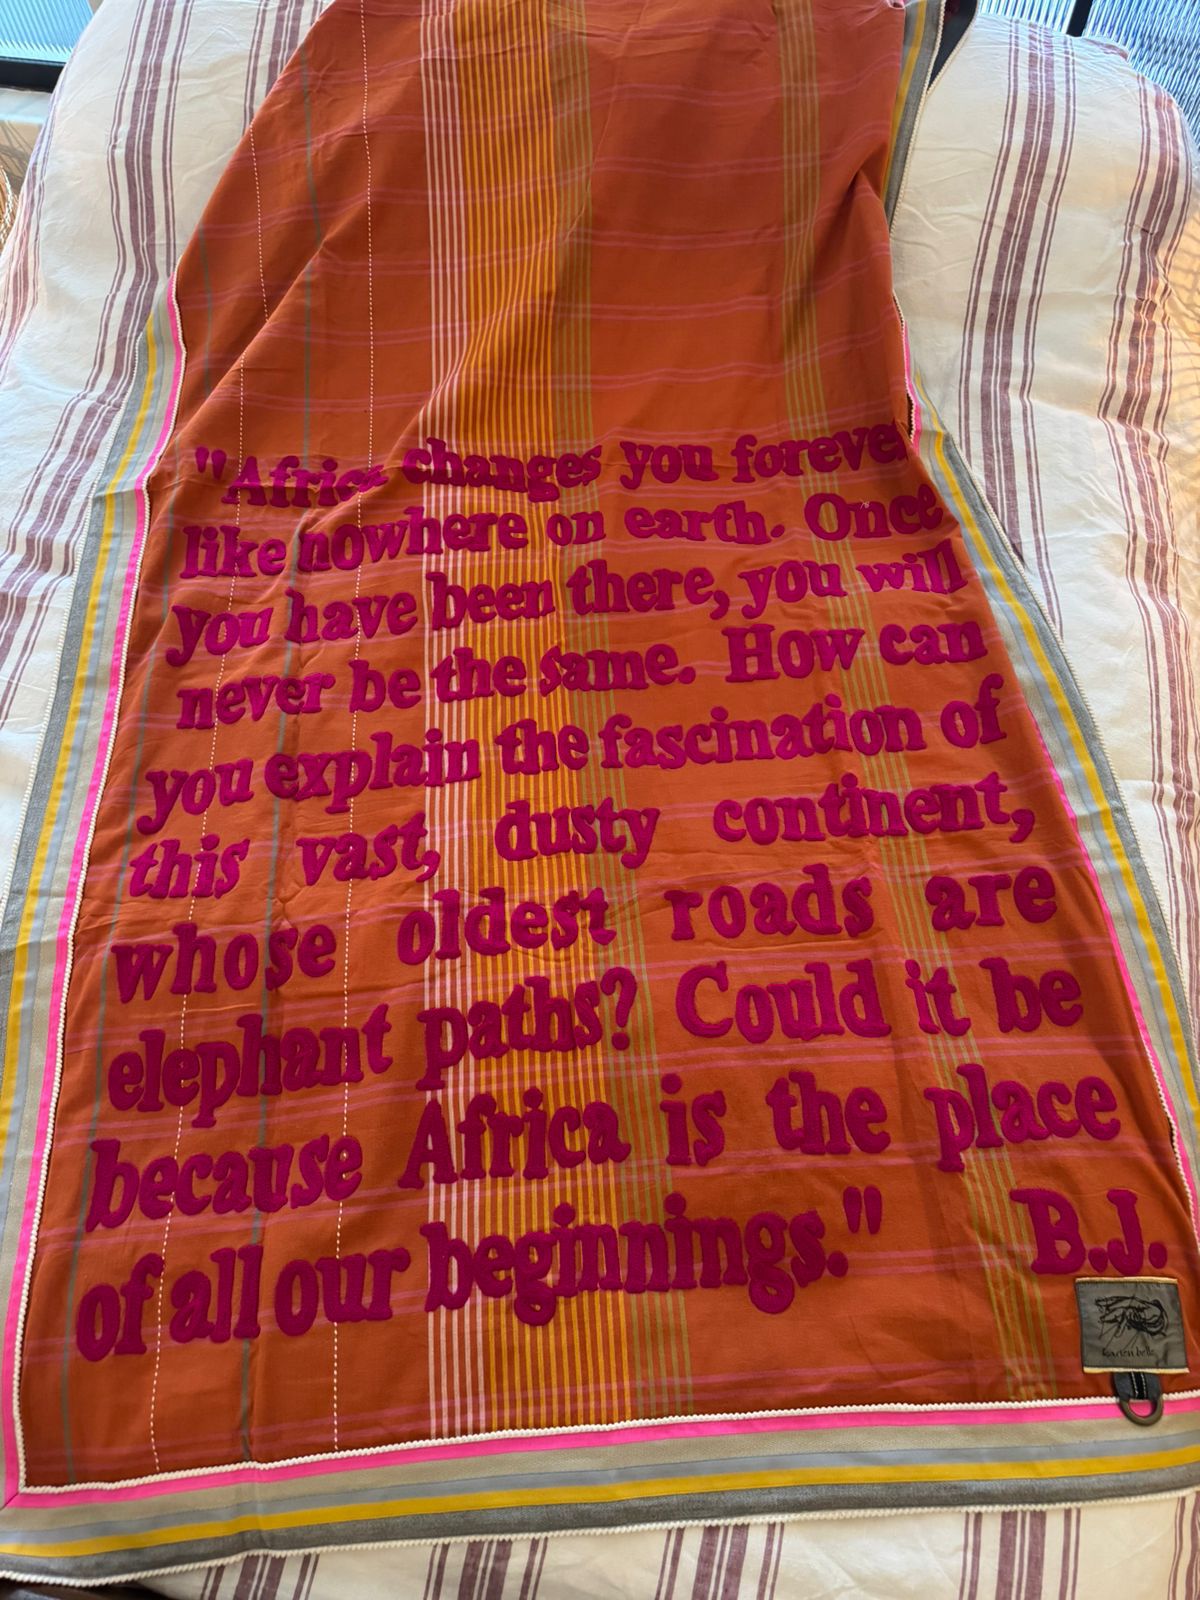 "Africa changes you forever
like nowhere on earth. Once
you have been there, you will
never be the same. How can
you explain the fascination of
this vast, dusty continent,
whose oldest roads are
elephant paths? Could it be
because Africa is the place
of all our beginnings." B.J.